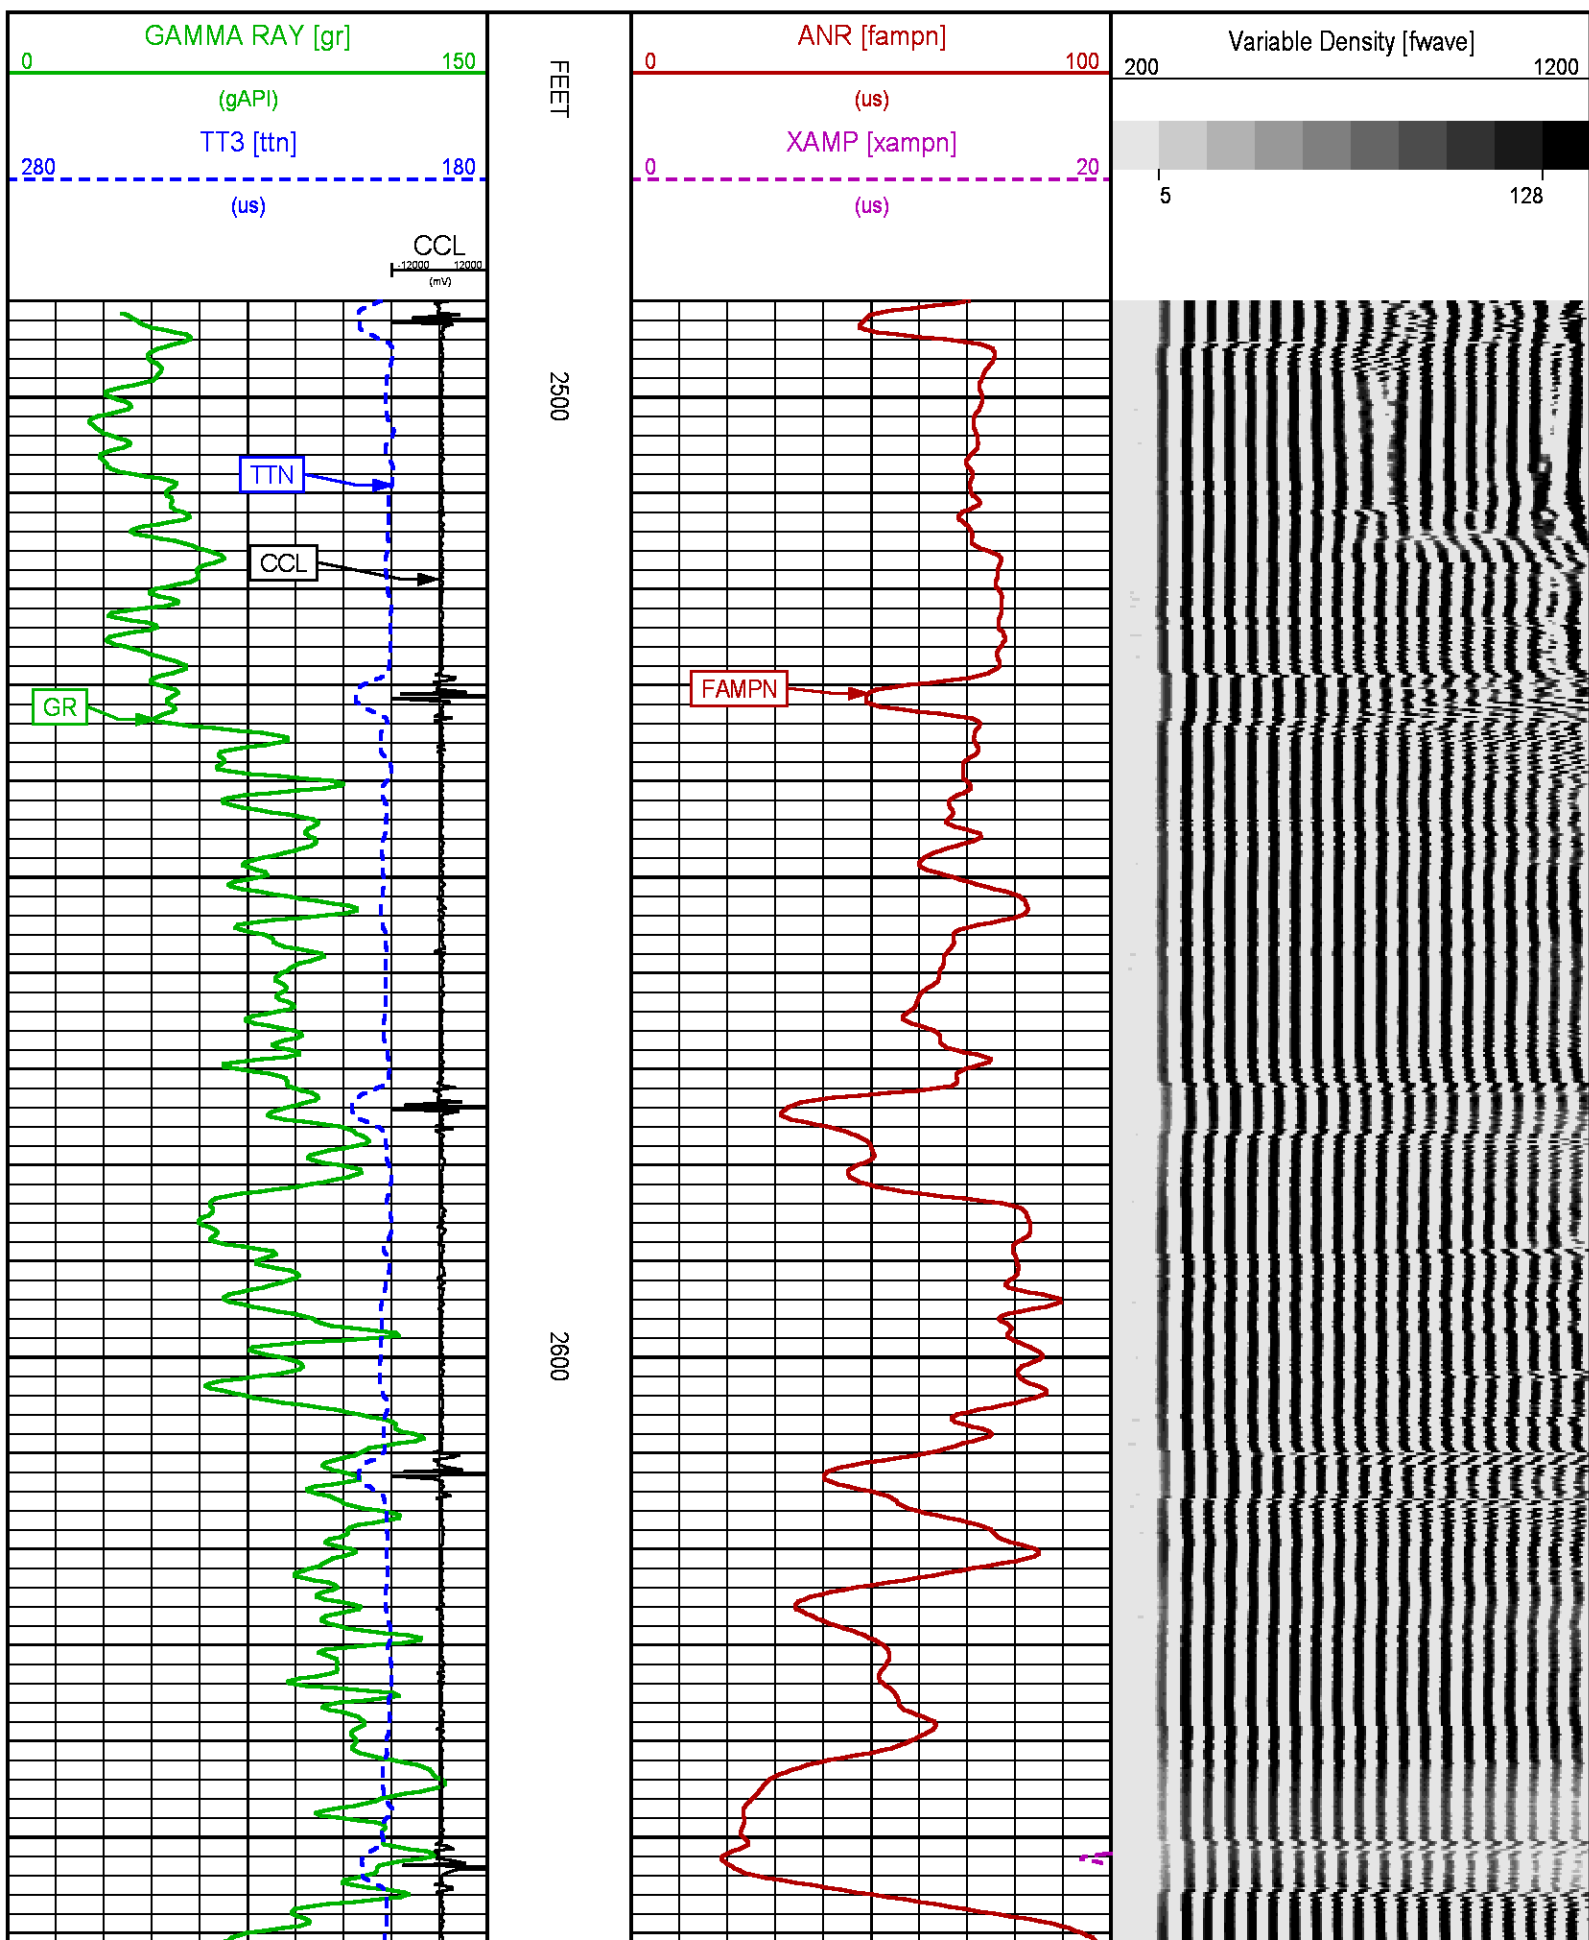 GAMMA RAY [gr]
0 150
(gAPI)
TT3 [ttn]
280 180
(us)
CCL
-12000 12000
(mV)
FEET
ANR [fampn]
0 100
(us)
XAMP [xampn]
0 20
(us)
Variable Density [fwave]
200 1200
5 128
2500
TTN
CCL
FAMPN
GR
2600